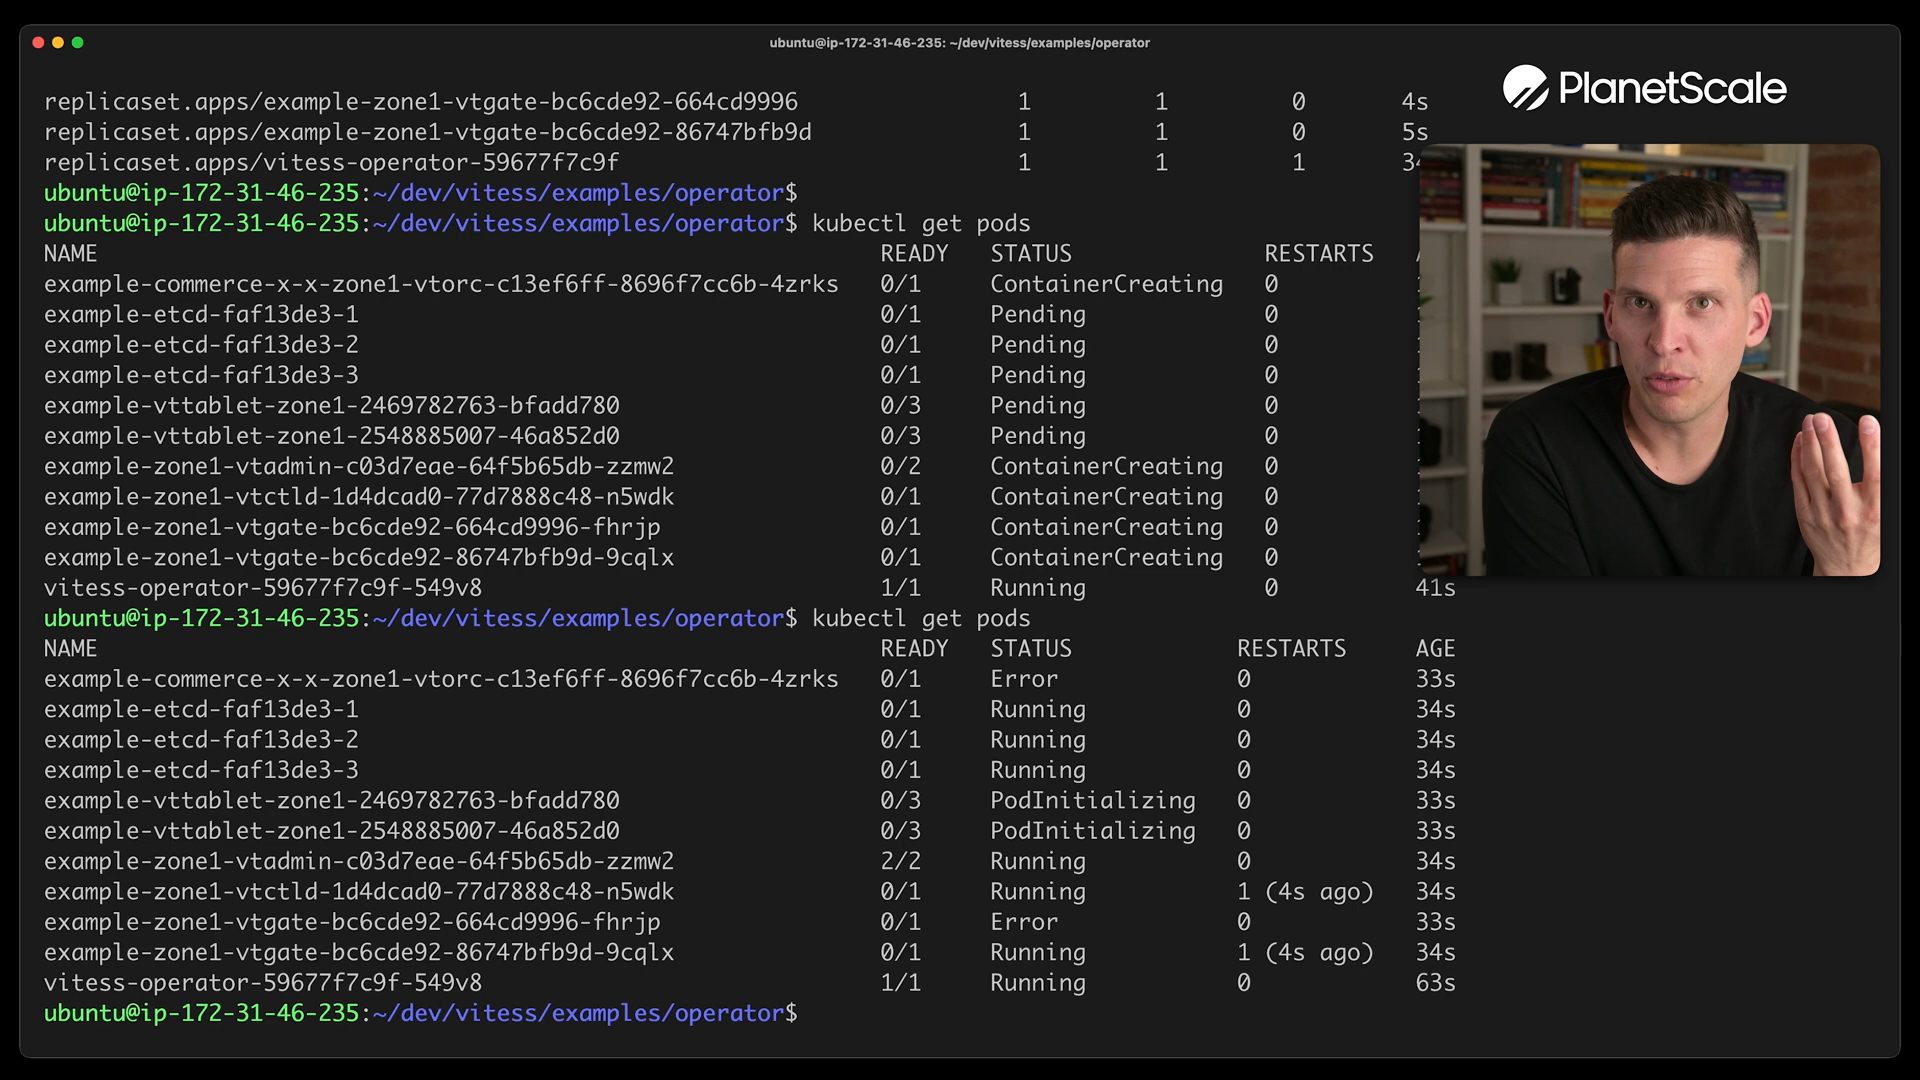 ubuntu@ip-172-31-46-235: ~/dev/vitess/examples/operator
PlanetScale
replicaset.apps/example-zone1-vtgate-bc6cde92-664cd9996 1 1 0 4s
replicaset.apps/example-zone1-vtgate-bc6cde92-86747bfb9d 1 1 0 5s
replicaset.apps/vitess-operator-59677f7c9f 1 1 1
ubuntu@ip-172-31-46-235:~/dev/vitess/examples/operator$
ubuntu@ip-172-31-46-235:~/dev/vitess/examples/operator$ kubectl get pods
NAME READY STATUS RESTARTS
example-commerce-x-x-zone1-vtorc-c13ef6ff-8696f7cc6b-4zrks 0/1 ContainerCreating 0
example-etcd-faf13de3-1 0/1 Pending 0
example-etcd-faf13de3-2 0/1 Pending 0
example-etcd-faf13de3-3 0/1 Pending 0
example-vttablet-zone1-2469782763-bfadd780 0/3 Pending 0
example-vttablet-zone1-2548885007-46a852d0 0/3 Pending 0
example-zone1-vtadmin-c03d7eae-64f5b65db-zzmw2 0/2 ContainerCreating 0
example-zone1-vtctld-1d4dcad0-77d7888c48-n5wdk 0/1 ContainerCreating 0
example-zone1-vtgate-bc6cde92-664cd9996-fhrjp 0/1 ContainerCreating 0
example-zone1-vtgate-bc6cde92-86747bfb9d-9cqlx 0/1 ContainerCreating 0
vitess-operator-59677f7c9f-549v8 1/1 Running 0 41s
ubuntu@ip-172-31-46-235:~/dev/vitess/examples/operator$ kubectl get pods
NAME READY STATUS RESTARTS AGE
example-commerce-x-x-zone1-vtorc-c13ef6ff-8696f7cc6b-4zrks 0/1 Error 0 33s
example-etcd-faf13de3-1 0/1 Running 0 34s
example-etcd-faf13de3-2 0/1 Running 0 34s
example-etcd-faf13de3-3 0/1 Running 0 34s
example-vttablet-zone1-2469782763-bfadd780 0/3 PodInitializing 0 33s
example-vttablet-zone1-2548885007-46a852d0 0/3 PodInitializing 0 33s
example-zone1-vtadmin-c03d7eae-64f5b65db-zzmw2 2/2 Running 0 34s
example-zone1-vtctld-1d4dcad0-77d7888c48-n5wdk 0/1 Running 1 (4s ago) 34s
example-zone1-vtgate-bc6cde92-664cd9996-fhrjp 0/1 Error 0 33s
example-zone1-vtgate-bc6cde92-86747bfb9d-9cqlx 0/1 Running 1 (4s ago) 34s
vitess-operator-59677f7c9f-549v8 1/1 Running 0 63s
ubuntu@ip-172-31-46-235:~/dev/vitess/examples/operator$